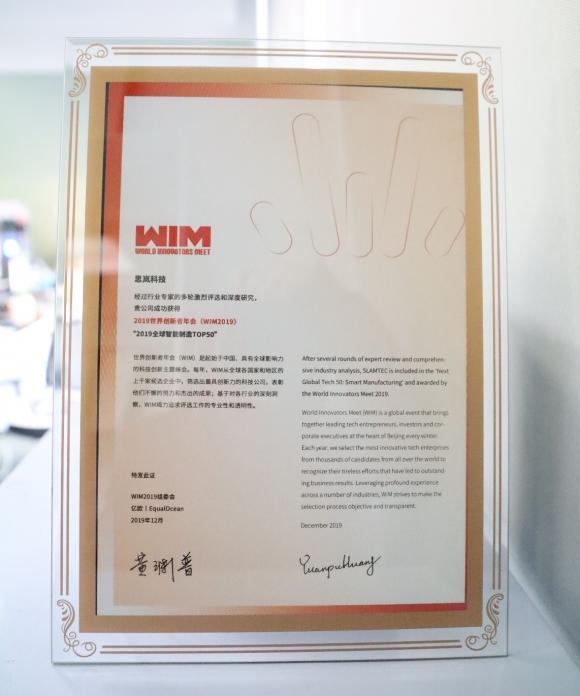 WIM
WORLD INNOVATORS MEET
思岚科技
经过行业专家的多轮激烈评选和深度研究，
贵公司成功获得
2019世界创新者年会（WIM2019）
"2019全球智能制造TOP50"
世界创新者年会（WIM）是起始于中国、具有全球影响力
的科技创新主题峰会。每年，WIM从全球各国家和地区的
上千家候选企业中，筛选出最具创新力的科技公司，表彰
他们不懈的努力和杰出的成果；基于对各行业的深刻洞
察，WIM竭力追求评选工作的专业性和透明性。
特发此证
WIM2019组委会
亿欧 | EqualOcean
2019年12月
黄渊普
After several rounds of expert review and comprehen-
sive industry analysis, SLAMTEC is included in the 'Next
Global Tech 50: Smart Manufacturing' and awarded by
the World Innovators Meet 2019.
World Innovators Meet (WIM) is a global event that brings
together leading tech entrepreneurs, investors and cor-
porate executives at the heart of Beijing every winter.
Each year, we select the most innovative tech enterprises
from thousands of candidates from all over the world to
recognize their tireless efforts that have led to outstand-
ing business results. Leveraging profound experience
across a number of industries, WIM strives to make the
selection process objective and transparent.
December 2019
Yuanpu Huang